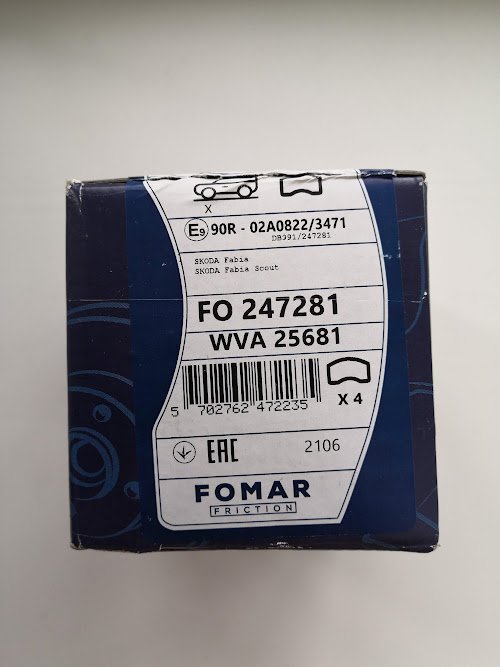 X
E9 90R - 02A0822/3471
DB991/247281
SKODA Fabia
SKODA Fabia Scout
FO 247281
WVA 25681
5 702762 472235
X 4
EAC 2106
FOMAR
FRICTION